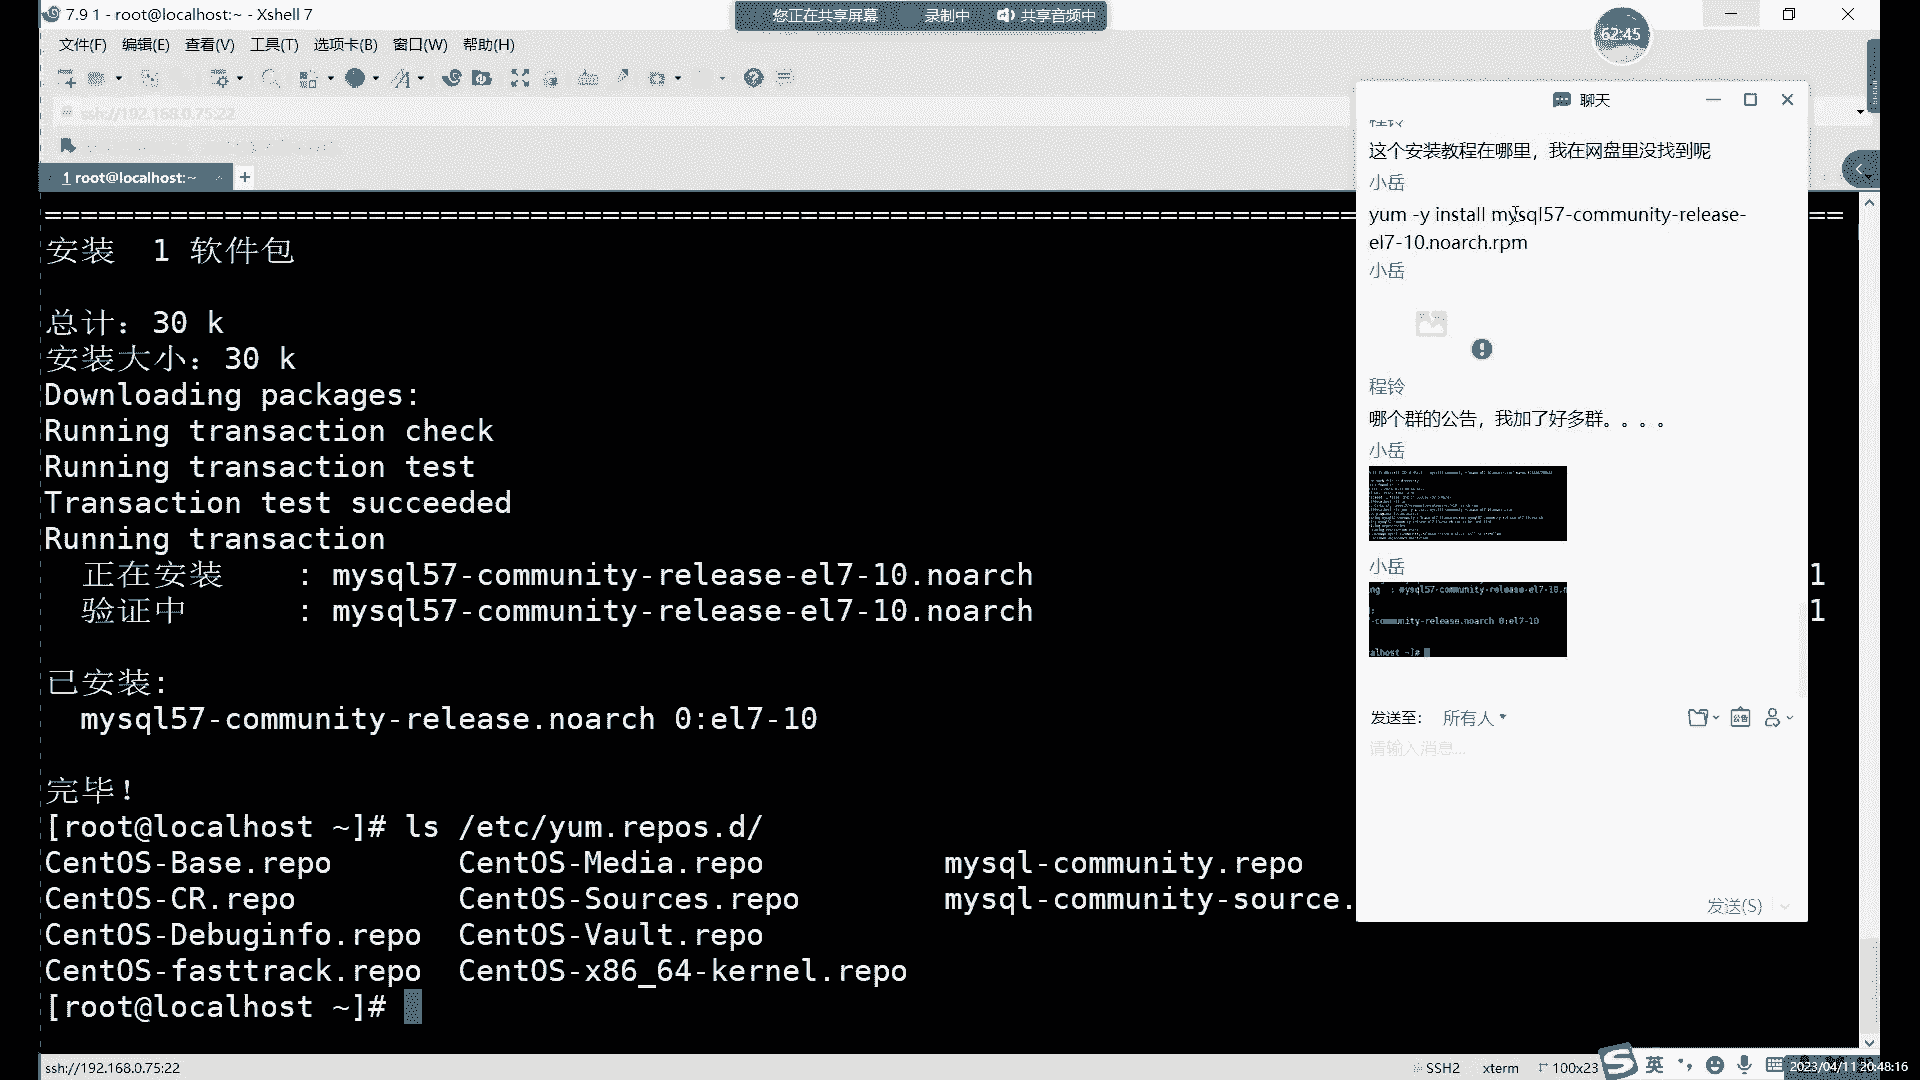 7.9 1 - root@localhost:~ - Xshell 7
您正在共享屏幕 录制中 共享音频中
62:45
文件(F) 编辑(E) 查看(V) 工具(T) 选项卡(B) 窗口(W) 帮助(H)
ssh://192.168.0.75:22
1 root@localhost:~
安装 1 软件包
总计：30 k
安装大小：30 k
Downloading packages:
Running transaction check
Running transaction test
Transaction test succeeded
Running transaction
正在安装 : mysql57-community-release-el7-10.noarch 1
验证中 : mysql57-community-release-el7-10.noarch 1
已安装:
mysql57-community-release.noarch 0:el7-10
完毕！
[root@localhost ~]# ls /etc/yum.repos.d/
CentOS-Base.repo CentOS-Media.repo mysql-community.repo
CentOS-CR.repo CentOS-Sources.repo mysql-community-source.
CentOS-Debuginfo.repo CentOS-Vault.repo
CentOS-fasttrack.repo CentOS-x86_64-kernel.repo
[root@localhost ~]#
聊天
这个安装教程在哪里，我在网盘里没找到呢
小岳
yum -y install mysql57-community-release-
el7-10.noarch.rpm
小岳
程铃
哪个群的公告，我加了好多群。。。。
小岳
小岳
-community-release.noarch 0:el7-10
alhost ~]#
发送至： 所有人
公告
请输入消息...
发送(S)
ssh://192.168.0.75:22
SSH2 xterm 100x23
英
2023/04/11 20:48:16